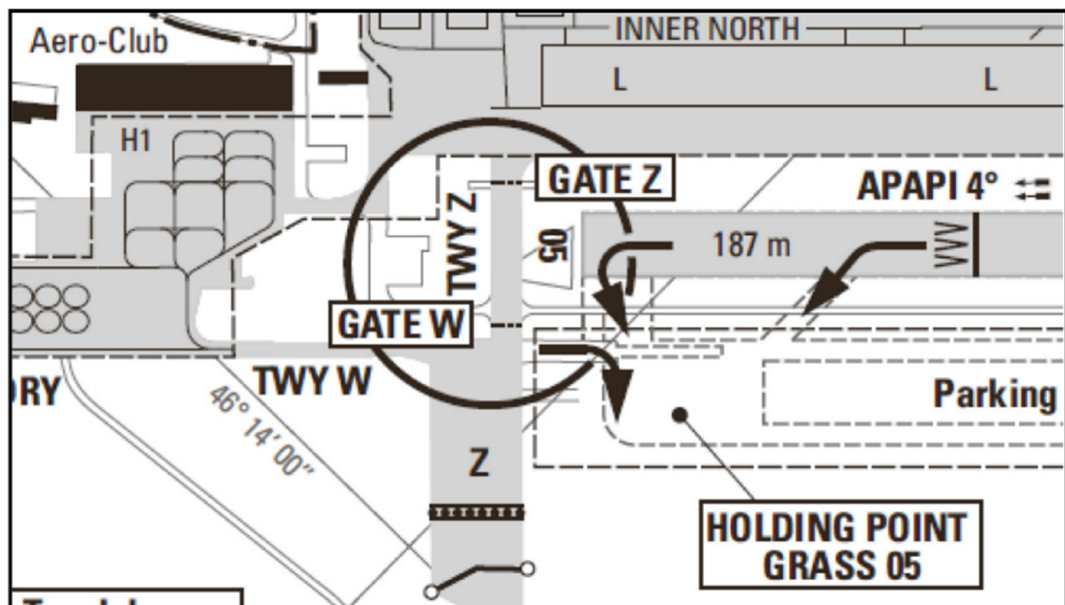 Aero-Club
INNER NORTH
L
L
H1
GATE Z
APAPI 4°
TWY Z
05
187 m
GATE W
TWY W
Parking
46° 14’ 00”
Z
HOLDING POINT
GRASS 05